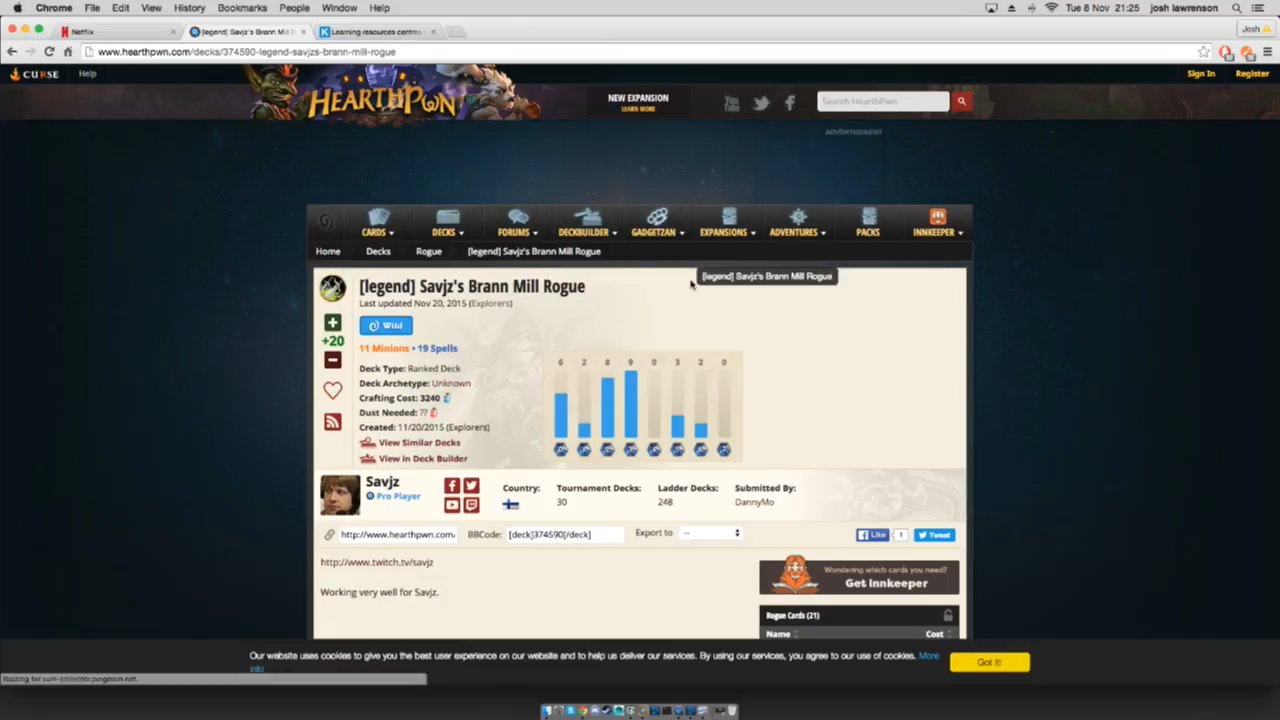 Chrome File Edit View History Bookmarks People Window Help
Tue 8 Nov 21:25 josh lawrenson
Netflix
[legend] Savjz's Brann Mill R
Learning resources centres
Josh
www.hearthpwn.com/decks/374590-legend-savjzs-brann-mill-rogue
CURSE Help
Sign In Register
HEARTHPWN
NEW EXPANSION
LEARN MORE
You Tube
Search HearthPwn
ADVERTISEMENT
CARDS DECKS FORUMS DECKBUILDER GADGETZAN EXPANSIONS ADVENTURES PACKS INNKEEPER
Home Decks Rogue [legend] Savjz's Brann Mill Rogue
[legend] Savjz's Brann Mill Rogue
[legend] Savjz's Brann Mill Rogue
Last updated Nov 20, 2015 (Explorers)
Wild
+20
11 Minions • 19 Spells
6 2 8 9 0 3 2 0
Deck Type: Ranked Deck
Deck Archetype: Unknown
Crafting Cost: 3240
Dust Needed: ??
Created: 11/20/2015 (Explorers)
View Similar Decks
View in Deck Builder
Savjz
Pro Player
Country:
Tournament Decks:
30
Ladder Decks:
248
Submitted By:
DannyMo
http://www.hearthpwn.com/
BBCode: [deck]374590[/deck]
Export to --
Like 1 Tweet
http://www.twitch.tv/savjz
Working very well for Savjz.
Wondering which cards you need?
Get Innkeeper
Rogue Cards (21)
Name Cost
Our website uses cookies to give you the best user experience on our website and to help us deliver our services. By using our services, you agree to our use of cookies. More
info
Got it!